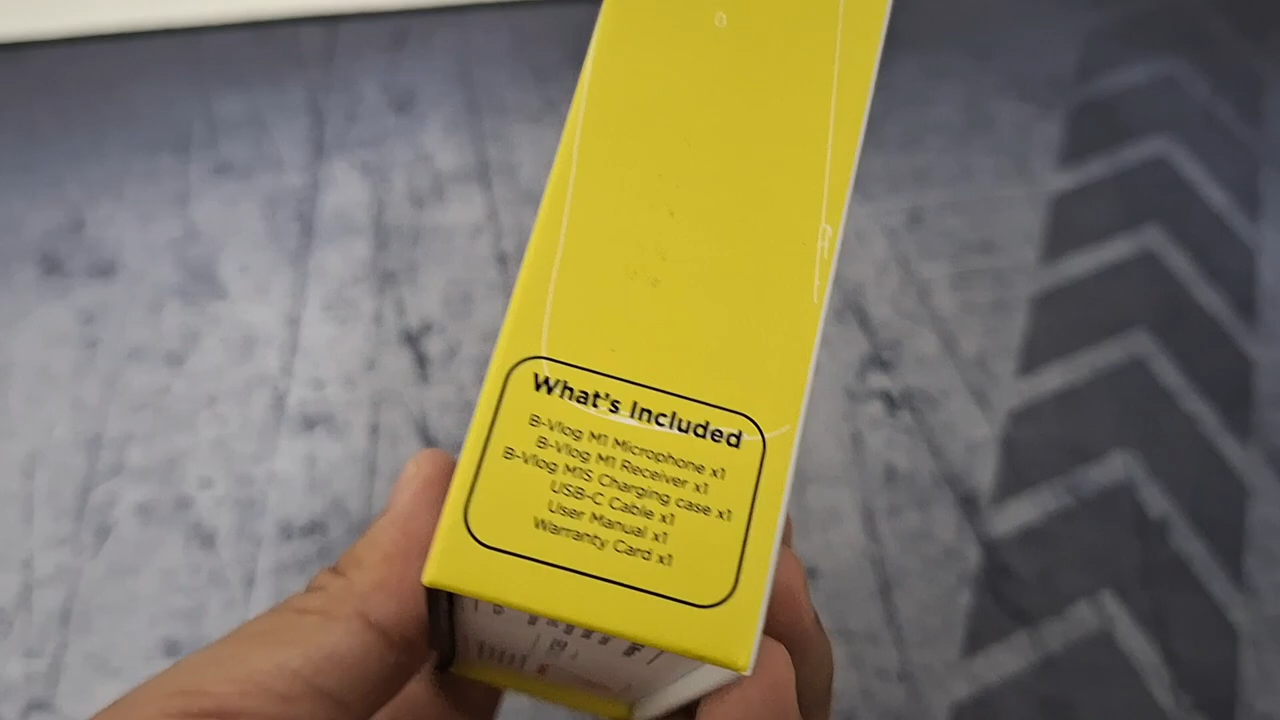 What's Included
B-Vlog M1 Microphone x1
B-Vlog M1 Receiver x1
B-Vlog M1S Charging case x1
USB-C Cable x1
User Manual x1
Warranty Card x1